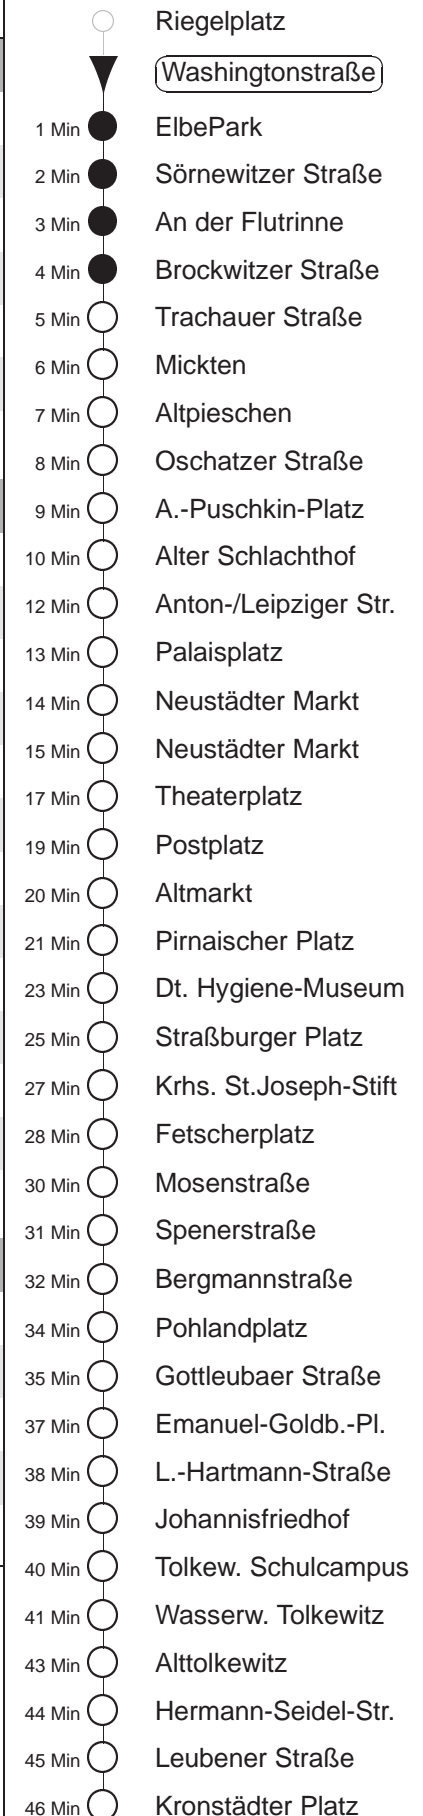 Riegelplatz
Washingtonstraße
1 Min ElbePark
2 Min Sörnewitzer Straße
3 Min An der Flutrinne
4 Min Brockwitzer Straße
5 Min Trachauer Straße
6 Min Mickten
7 Min Altpieschen
8 Min Oschatzer Straße
9 Min A.-Puschkin-Platz
10 Min Alter Schlachthof
12 Min Anton-/Leipziger Str.
13 Min Palaisplatz
14 Min Neustädter Markt
15 Min Neustädter Markt
17 Min Theaterplatz
19 Min Postplatz
20 Min Altmarkt
21 Min Pirnaischer Platz
23 Min Dt. Hygiene-Museum
25 Min Straßburger Platz
27 Min Krhs. St.Joseph-Stift
28 Min Fetscherplatz
30 Min Mosenstraße
31 Min Spenerstraße
32 Min Bergmannstraße
34 Min Pohlandplatz
35 Min Gottleubaer Straße
37 Min Emanuel-Goldb.-Pl.
38 Min L.-Hartmann-Straße
39 Min Johannisfriedhof
40 Min Tolkew. Schulcampus
41 Min Wasserw. Tolkewitz
43 Min Alttolkewitz
44 Min Hermann-Seidel-Str.
45 Min Leubener Straße
46 Min Kronstädter Platz